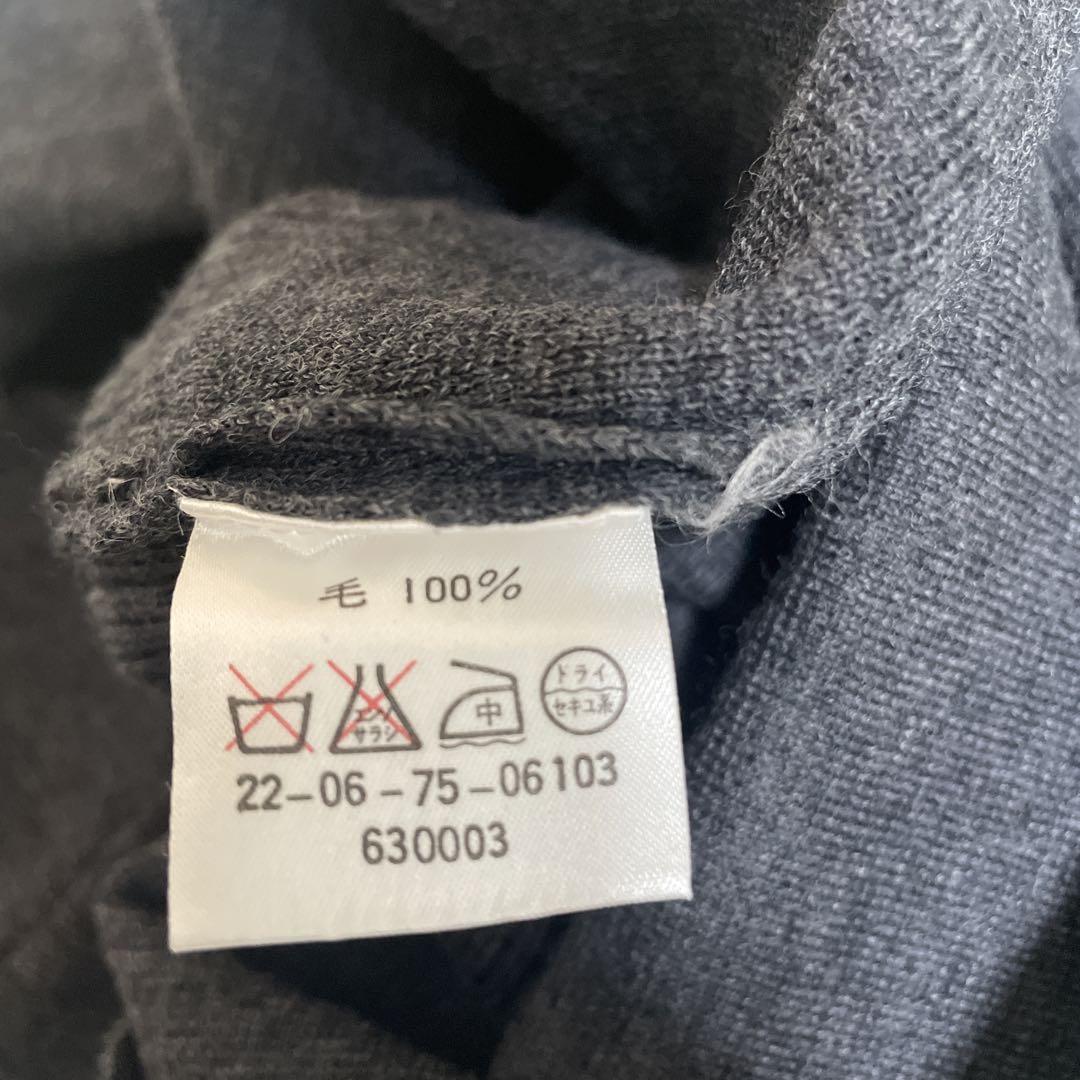 毛 100%
エンソ
サラシ
中
ドライ
セキユ系
22-06-75-06103
630003